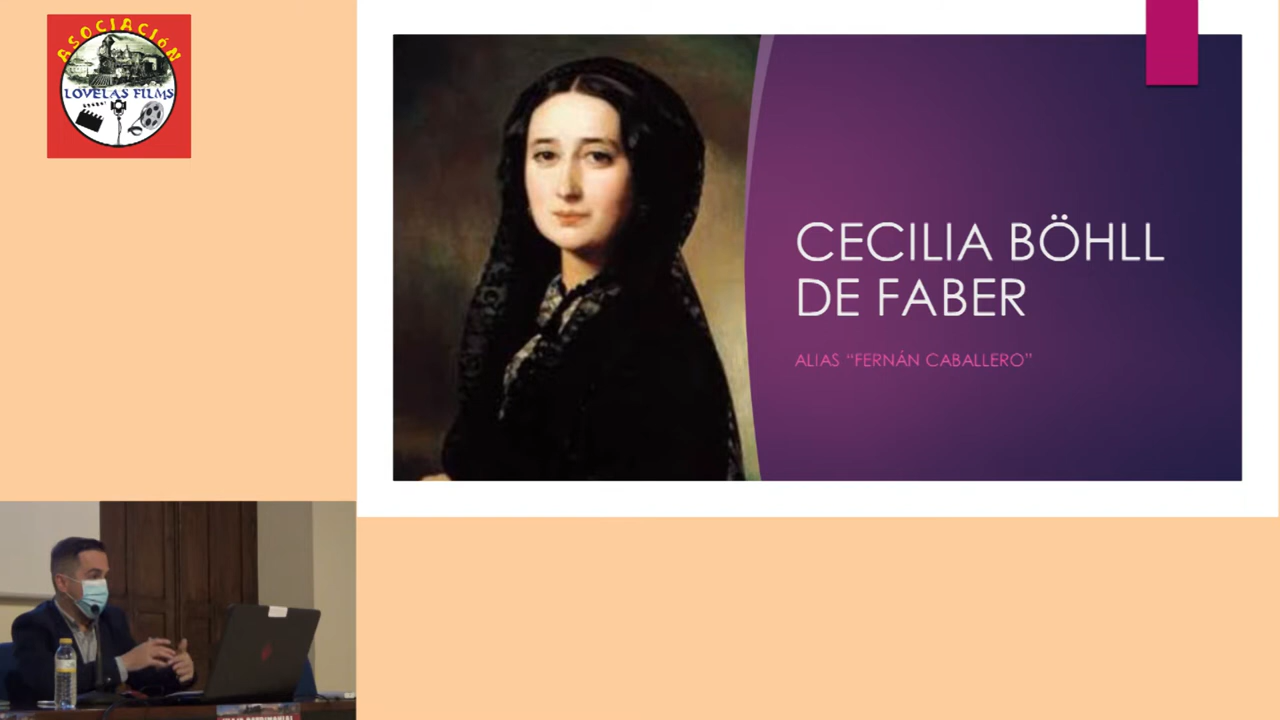 ASOCIACIÓN
LOVELAS FILMS
CECILIA BÖHLL
DE FABER
ALIAS “FERNÁN CABALLERO”